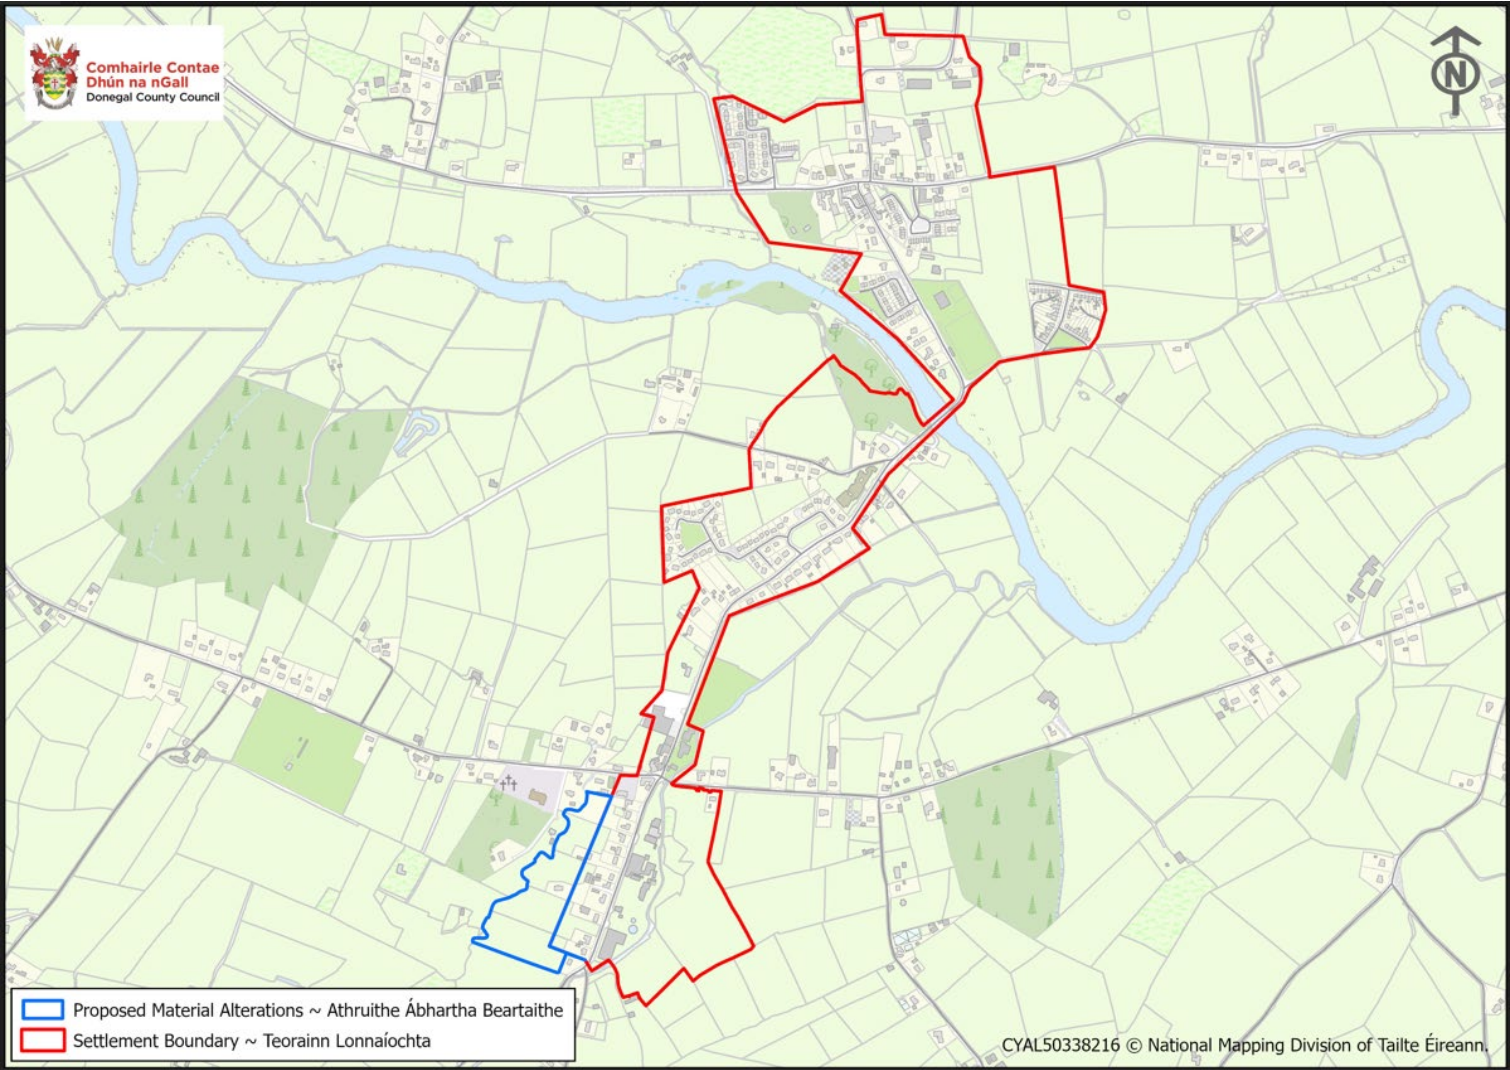 Comhairle Contae
Dhún na nGall
Donegal County Council
N
Proposed Material Alterations ~ Athruithe Ábhartha Beartaithe
Settlement Boundary ~ Teorainn Lonnaíochta
CYAL50338216 © National Mapping Division of Tailte Éireann.